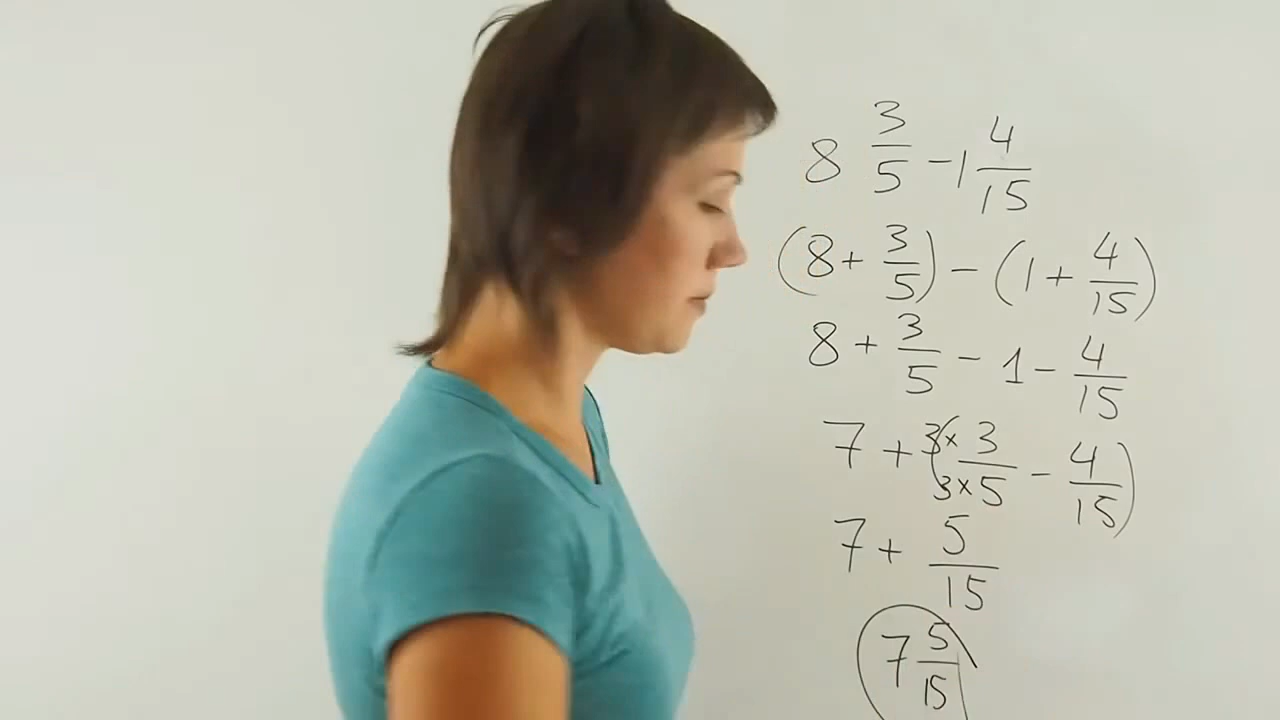 8 3/5 - 1 4/15
(8 + 3/5) - (1 + 4/15)
8 + 3/5 - 1 - 4/15
7 + (3 × 3/3 × 5 - 4/15)
7 + 5/15
7 5/15